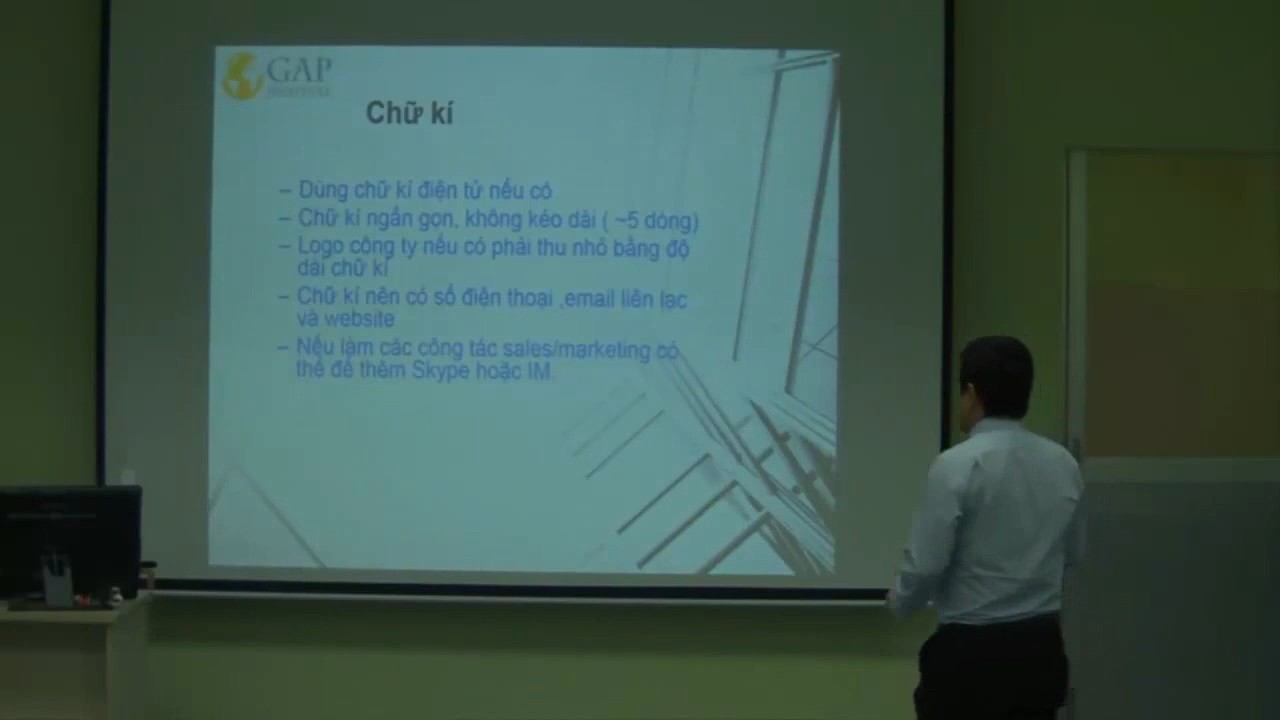 GAP
Chữ kí
– Dùng chữ kí điện tử nếu có
– Chữ kí ngắn gọn, không kéo dài ( ~5 dòng)
– Logo công ty nếu có phải thu nhỏ bằng độ
dài chữ kí
– Chữ kí nên có số điện thoại ,email liên lạc
và website
– Nếu làm các công tác sales/marketing có
thể để thêm Skype hoặc IM